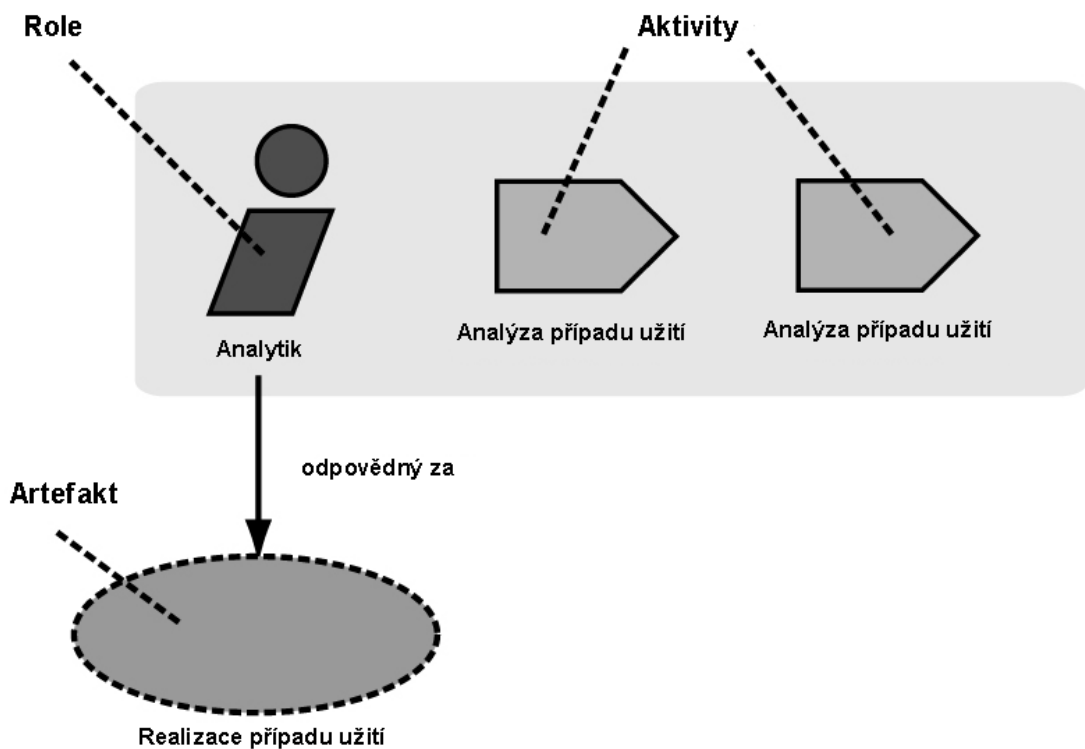 Role
Aktivity
Analytik
Analýza případu užití
Analýza případu užití
odpovědný za
Artefakt
Realizace případu užití